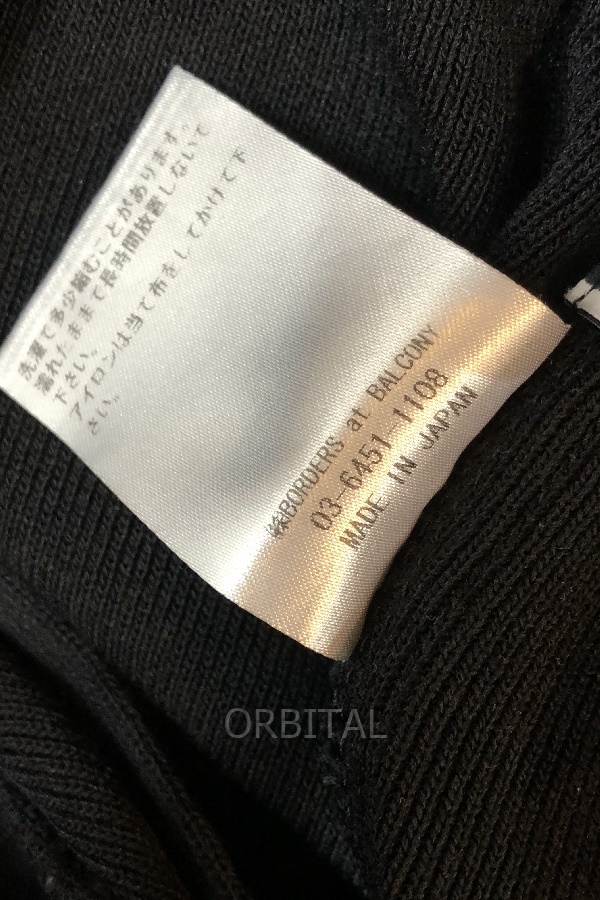 洗濯で多少縮むことがあります。
濡れたままで長時間放置しないで
下さい。
アイロンは当て布をしてかけて下
さい。
㈱BORDERS at BALCONY
03-6451-1108
MADE IN JAPAN
ORBITAL